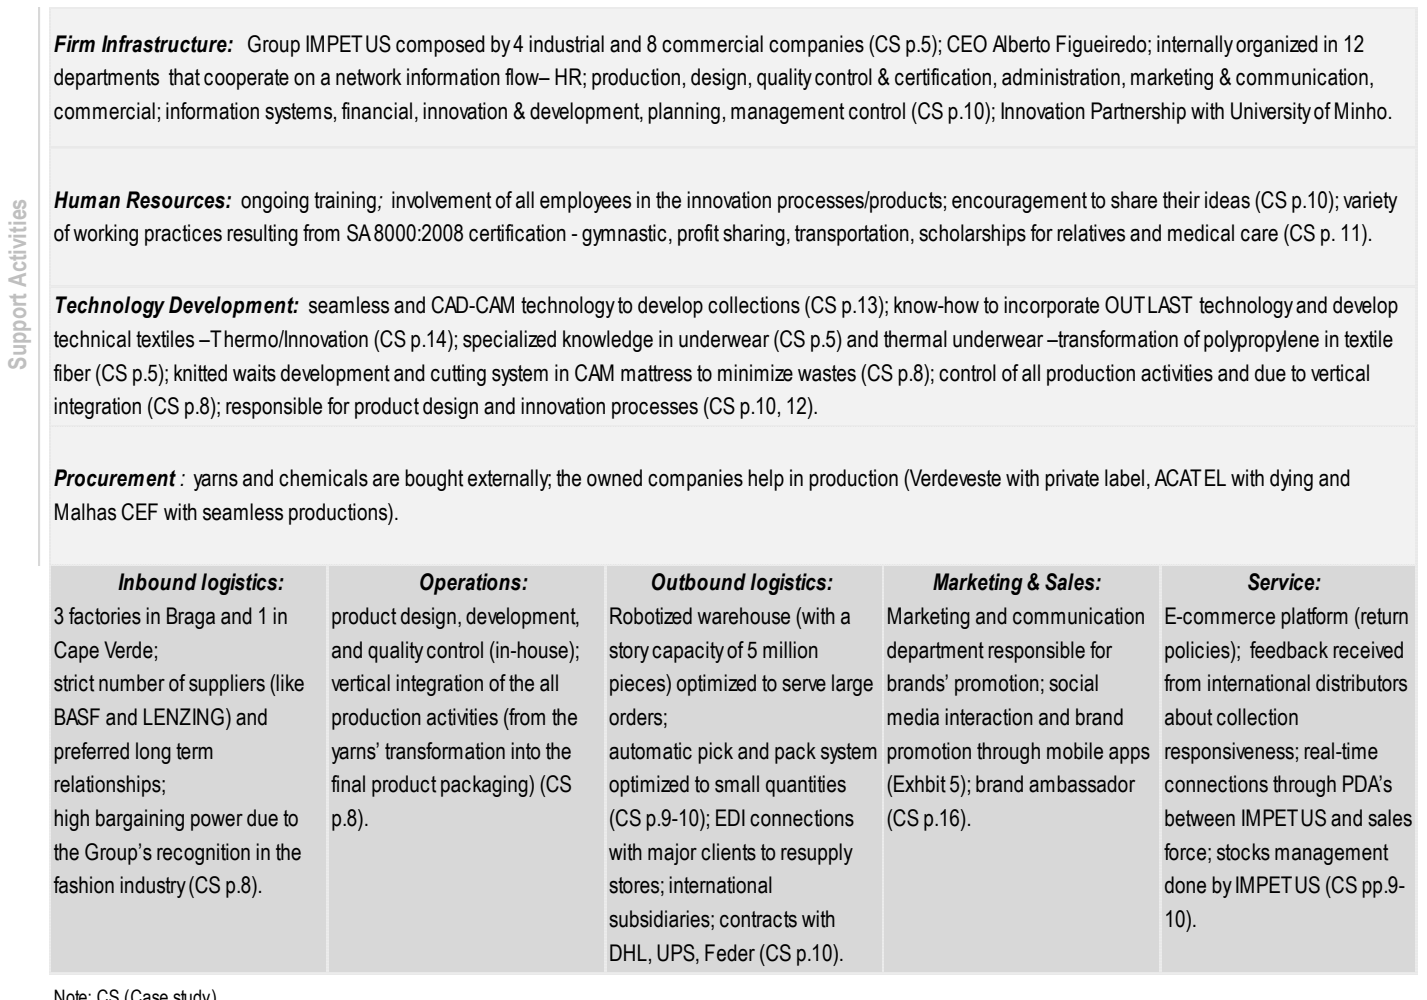 Support Activities
Firm Infrastructure: Group IMPETUS composed by 4 industrial and 8 commercial companies (CS p.5); CEO Alberto Figueiredo; internally organized in 12
departments that cooperate on a network information flow– HR; production, design, quality control & certification, administration, marketing & communication,
commercial; information systems, financial, innovation & development, planning, management control (CS p.10); Innovation Partnership with University of Minho.
Human Resources: ongoing training; involvement of all employees in the innovation processes/products; encouragement to share their ideas (CS p.10); variety
of working practices resulting from SA 8000:2008 certification - gymnastic, profit sharing, transportation, scholarships for relatives and medical care (CS p. 11).
Technology Development: seamless and CAD-CAM technology to develop collections (CS p.13); know-how to incorporate OUTLAST technology and develop
technical textiles –Thermo/Innovation (CS p.14); specialized knowledge in underwear (CS p.5) and thermal underwear –transformation of polypropylene in textile
fiber (CS p.5); knitted waits development and cutting system in CAM mattress to minimize wastes (CS p.8); control of all production activities and due to vertical
integration (CS p.8); responsible for product design and innovation processes (CS p.10, 12).
Procurement : yarns and chemicals are bought externally; the owned companies help in production (Verdeveste with private label, ACATEL with dying and
Malhas CEF with seamless productions).
Inbound logistics:
3 factories in Braga and 1 in
Cape Verde;
strict number of suppliers (like
BASF and LENZING) and
preferred long term
relationships;
high bargaining power due to
the Group's recognition in the
fashion industry (CS p.8).
Operations:
product design, development,
and quality control (in-house);
vertical integration of the all
production activities (from the
yarns' transformation into the
final product packaging) (CS
p.8).
Outbound logistics:
Robotized warehouse (with a
story capacity of 5 million
pieces) optimized to serve large
orders;
automatic pick and pack system
optimized to small quantities
(CS p.9-10); EDI connections
with major clients to resupply
stores; international
subsidiaries; contracts with
DHL, UPS, Feder (CS p.10).
Marketing & Sales:
Marketing and communication
department responsible for
brands' promotion; social
media interaction and brand
promotion through mobile apps
(Exhbit 5); brand ambassador
(CS p.16).
Service:
E-commerce platform (return
policies); feedback received
from international distributors
about collection
responsiveness; real-time
connections through PDA's
between IMPETUS and sales
force; stocks management
done by IMPETUS (CS pp.9-
10).
Note: CS (Case study)